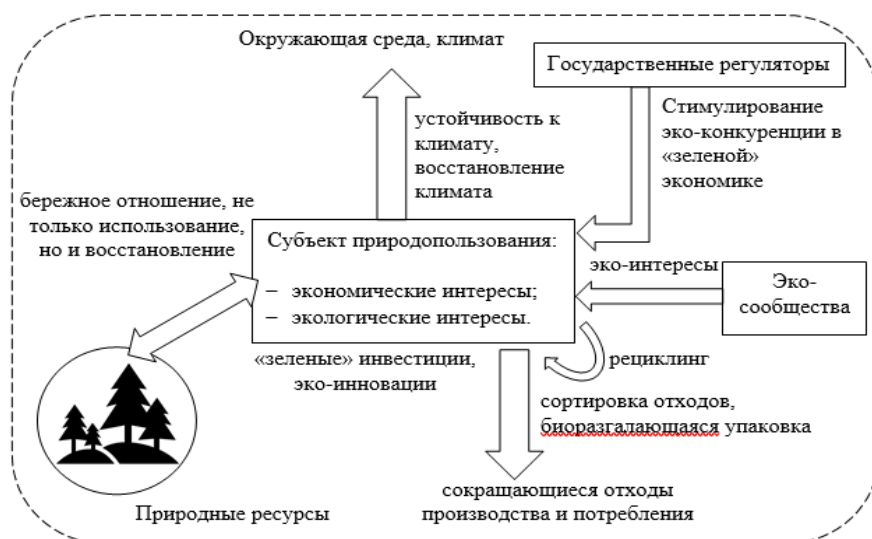 Окружающая среда, климат
Государственные регуляторы
устойчивость к
климату,
восстановление
климата
Стимулирование
эко-конкуренции в
«зеленой»
экономике
бережное отношение, не
только использование,
но и восстановление
Субъект природопользования:
– экономические интересы;
– экологические интересы.
эко-интересы
Эко-
сообщества
«зеленые» инвестиции,
эко-инновации
рециклинг
сортировка отходов,
биоразгалающаяся упаковка
Природные ресурсы
сокращающиеся отходы
производства и потребления